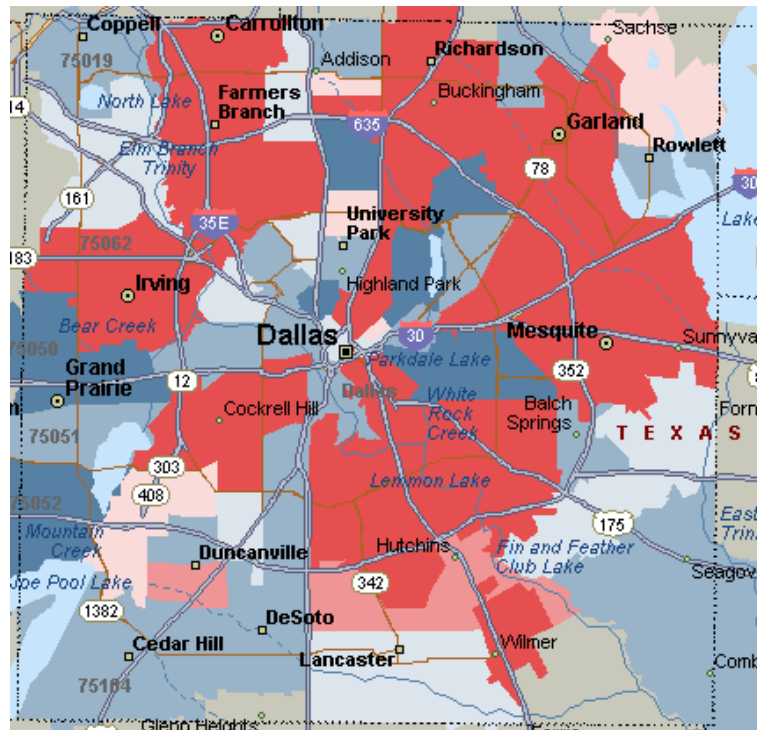 Coppell
Carrollton
Sachse
75019
Addison
Richardson
North Lake
Farmers
Branch
Buckingham
14
635
Garland
Elm Branch
Trinity
78
Rowlett
161
30
35E
University
Park
Lake
75062
183
Highland Park
Irving
Bear Creek
Dallas
30
Mesquite
Sunnyva
75050
Parkdale Lake
Grand
Prairie
12
352
Dallas
White
Rock
Creek
Cockrell Hill
Balch
Springs
Forn
TEXAS
75051
303
Lemmon Lake
408
75052
175
East
Trin
Mountain
Creek
Hutchins
Fin and Feather
Club Lake
Duncanville
Joe Pool Lake
342
Seagov
1382
DeSoto
Cedar Hill
Lancaster
Wilmer
Comb
75104
Glenn Heights